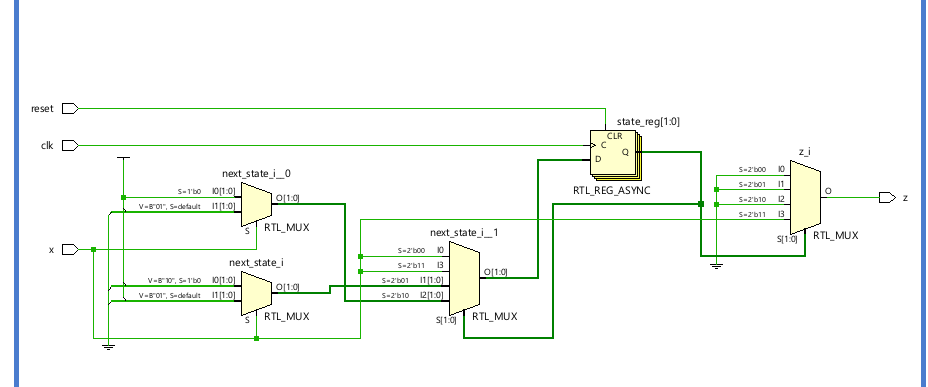 reset
clk
x
next_state_i__0
S=1'b0 I0[1:0]
V=B"01", S=default I1[1:0]
O[1:0]
S
RTL_MUX
next_state_i
V=B"10", S=1'b0 I0[1:0]
V=B"01", S=default I1[1:0]
O[1:0]
S
RTL_MUX
next_state_i__1
S=2'b00 I0
S=2'b11 I3
S=2'b01 I1[1:0]
S=2'b10 I2[1:0]
O[1:0]
S[1:0]
RTL_MUX
state_reg[1:0]
CLR
C
D
Q
RTL_REG_ASYNC
z_i
S=2'b00 I0
S=2'b01 I1
S=2'b10 I2
S=2'b11 I3
O
S[1:0]
RTL_MUX
z